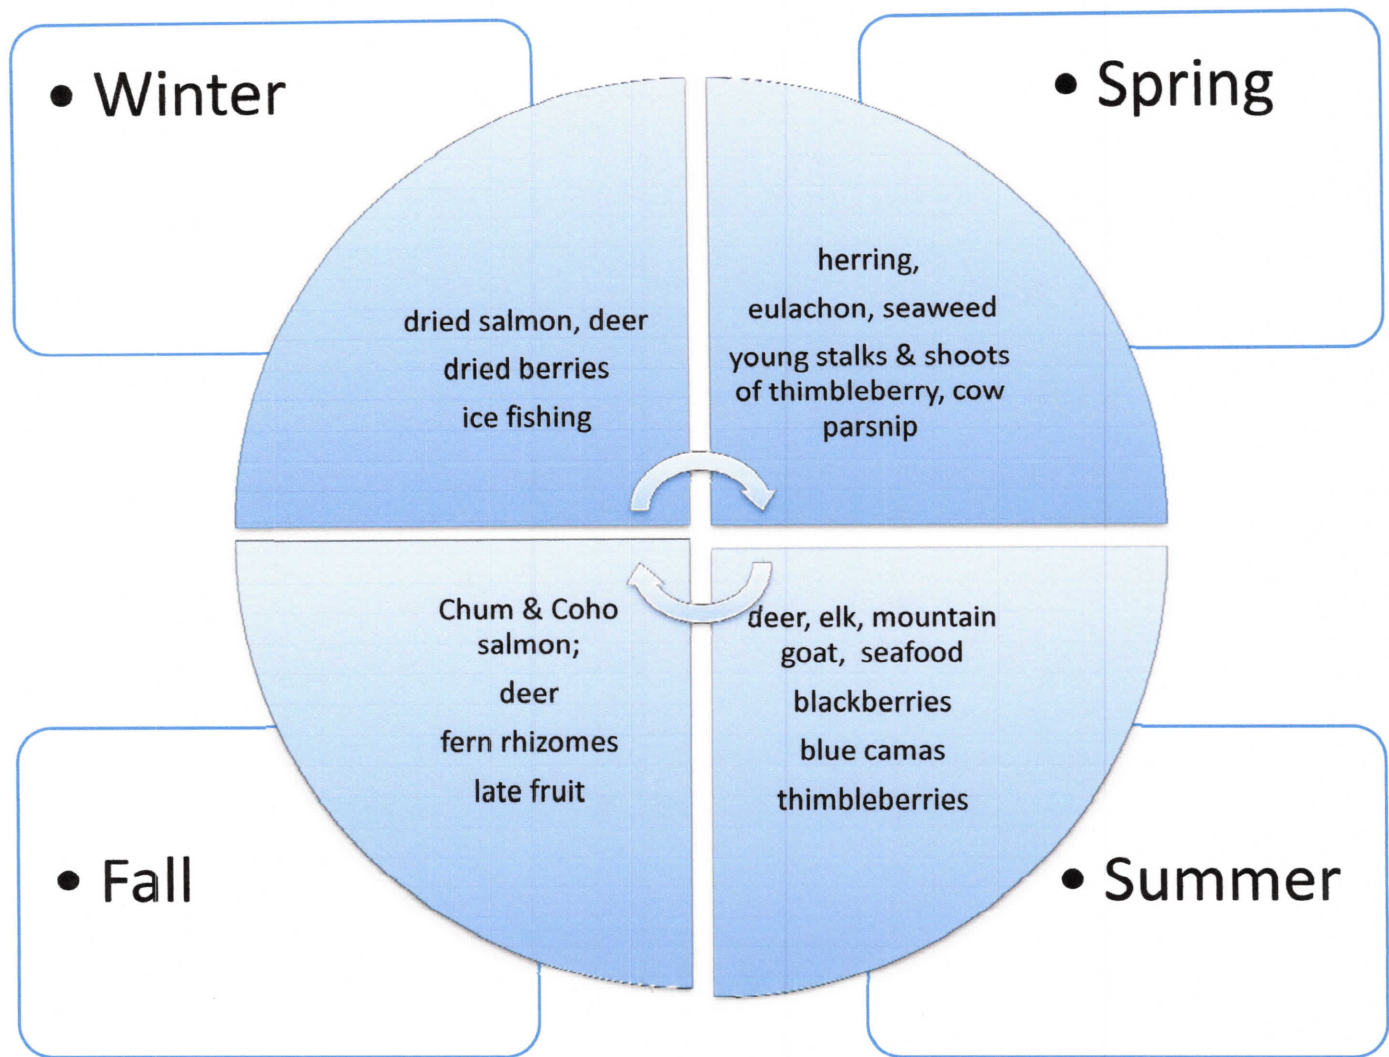 • Winter
• Spring
dried salmon, deer
dried berries
ice fishing
herring,
eulachon, seaweed
young stalks & shoots
of thimbleberry, cow
parsnip
Chum & Coho
salmon;
deer
fern rhizomes
late fruit
deer, elk, mountain
goat, seafood
blackberries
blue camas
thimbleberries
• Fall
• Summer